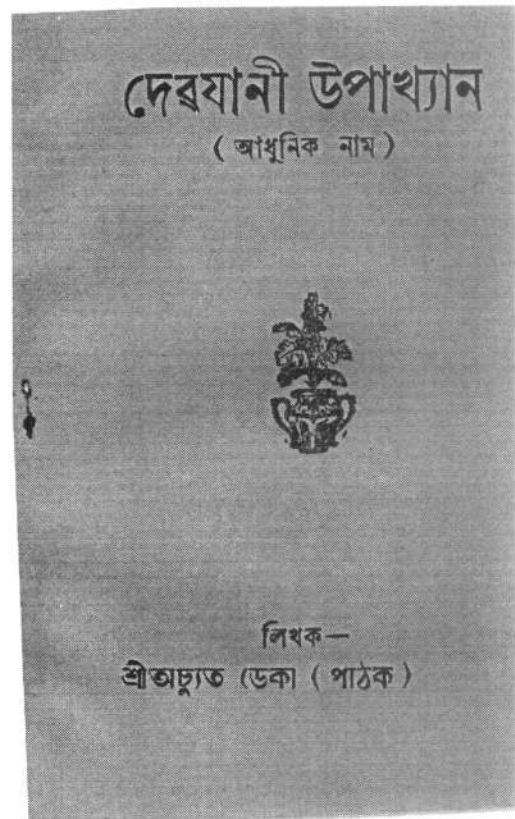 দেৱযানী উপাখ্যান
( আধুনিক নাম )
লিখক—
শ্ৰীঅচ্যুত ডেকা ( পাঠক )